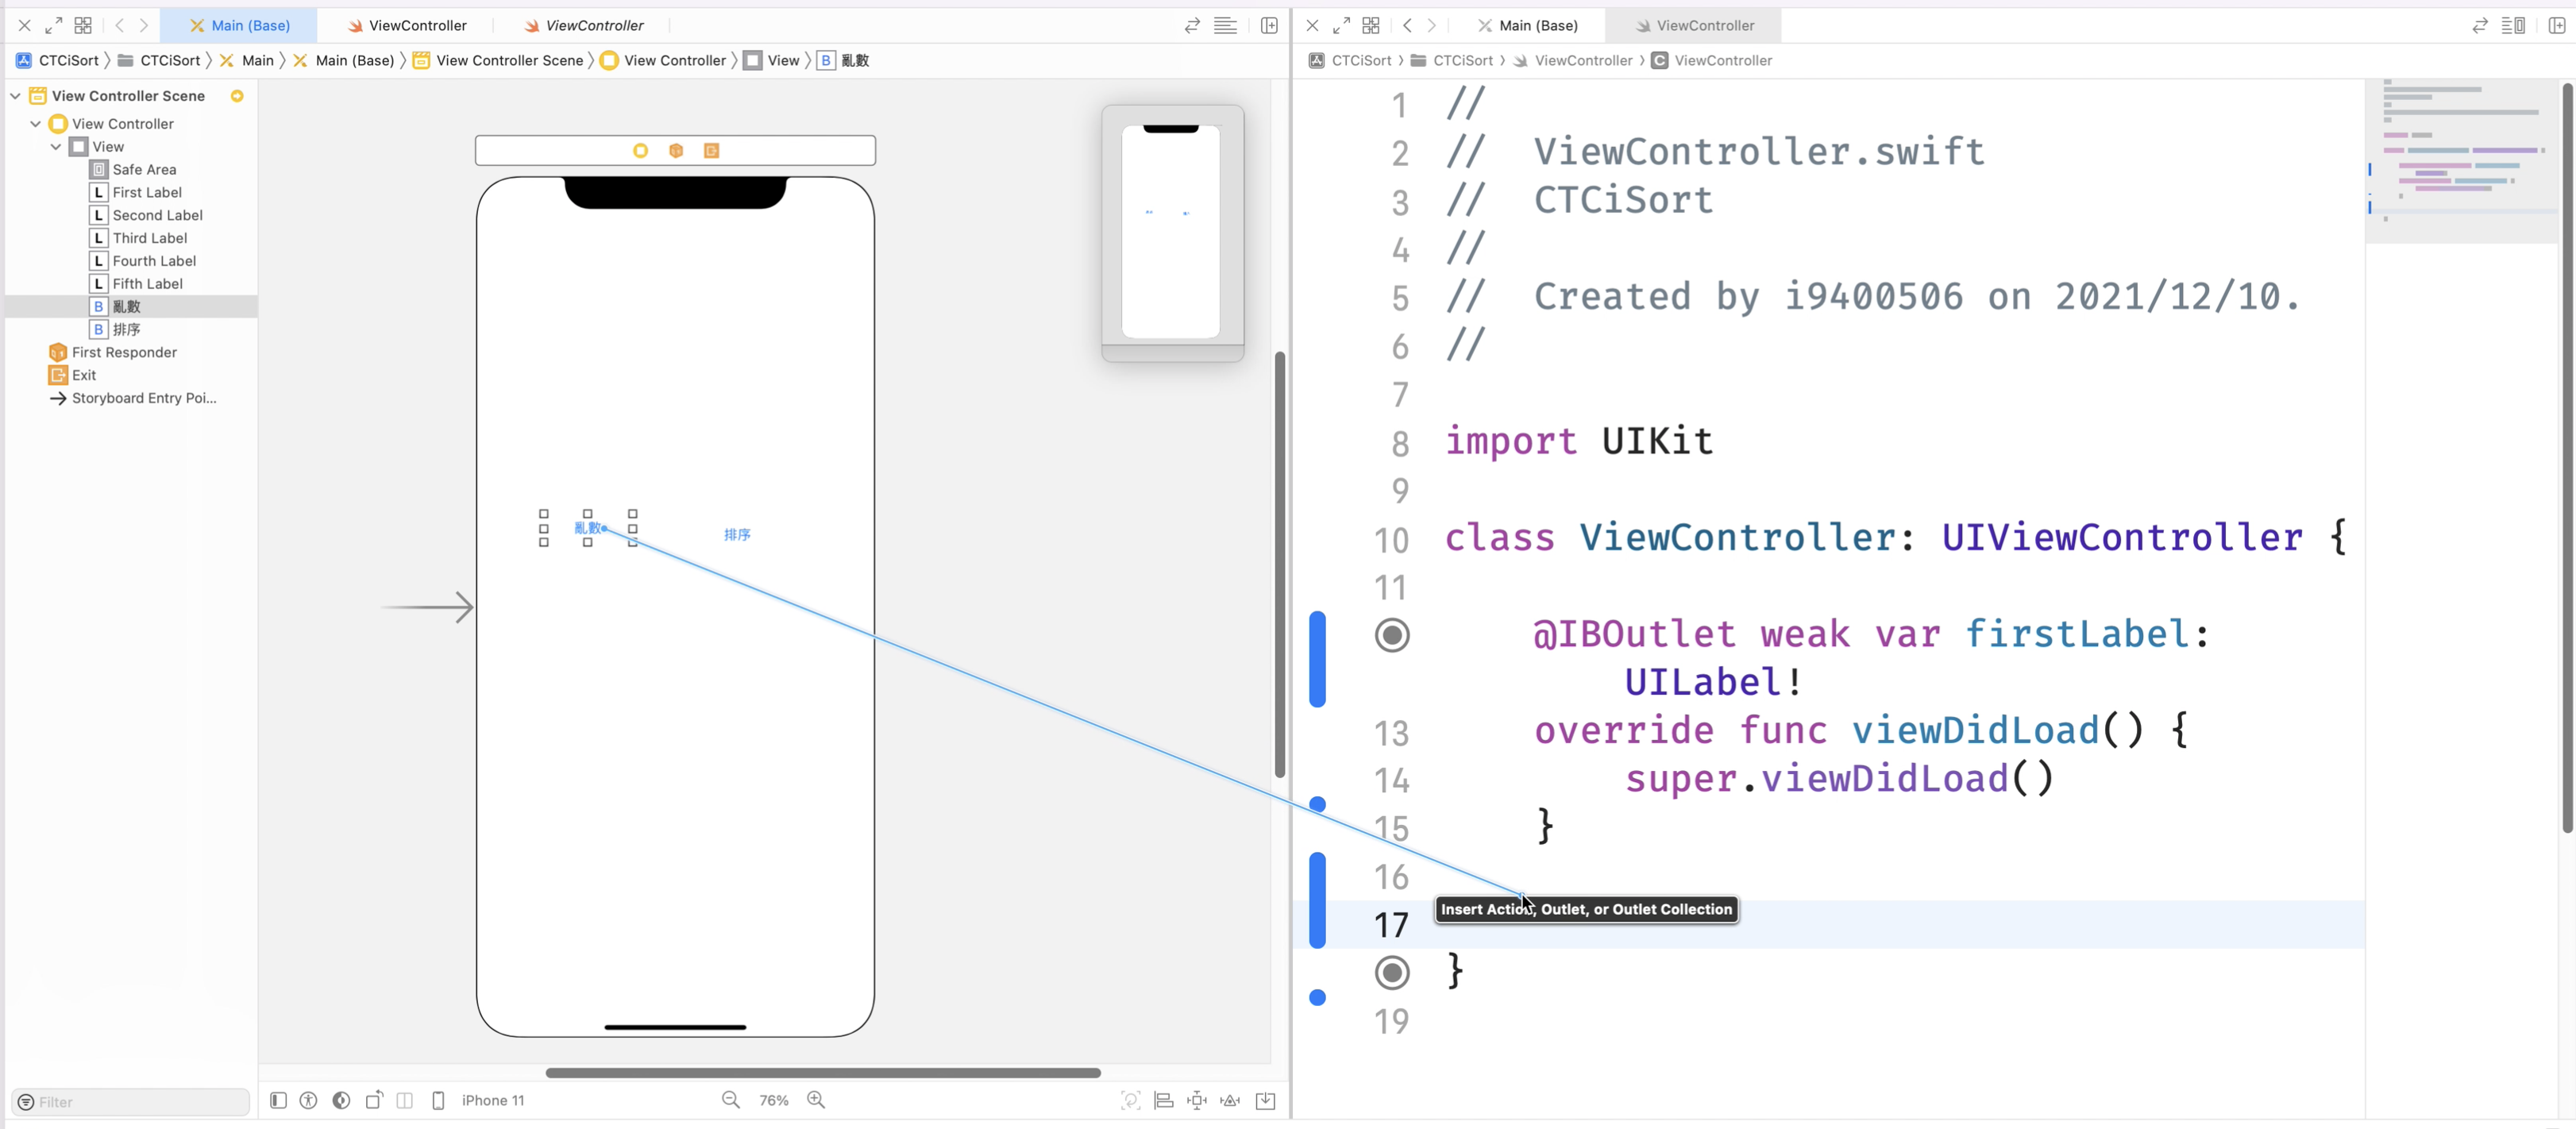 Main (Base)
ViewController
ViewController
CTCiSort
CTCiSort
Main
Main (Base)
View Controller Scene
View Controller
View
B
亂數
View Controller Scene
View Controller
View
Safe Area
L First Label
L Second Label
L Third Label
L Fourth Label
L Fifth Label
B 亂數
B 排序
First Responder
Exit
Storyboard Entry Poi...
Filter
亂數
排序
iPhone 11
76%
Main (Base)
ViewController
CTCiSort
CTCiSort
ViewController
C
ViewController
1 //
2 // ViewController.swift
3 // CTCiSort
4 //
5 // Created by i9400506 on 2021/12/10.
6 //
7
8 import UIKit
9
10 class ViewController: UIViewController {
11
@IBOutlet weak var firstLabel:
UILabel!
13 override func viewDidLoad() {
14 super.viewDidLoad()
15 }
16
Insert Action, Outlet, or Outlet Collection
17
}
19